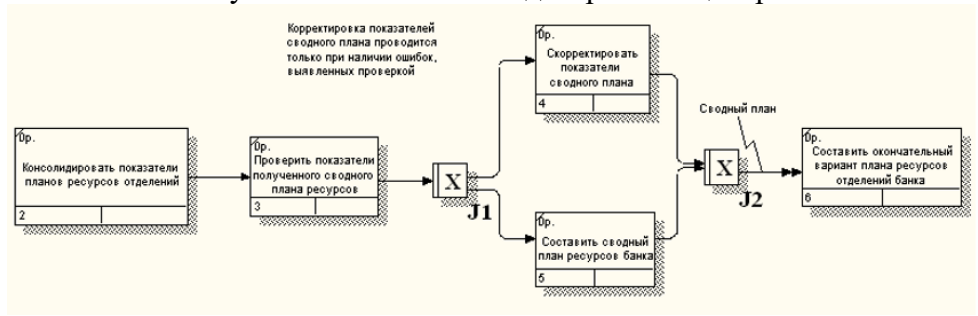 Корректировка показателей
сводного плана проводится
только при наличии ошибок,
выявленных проверкой
0р.
Консолидировать показатели
планов ресурсов отделений
2
0р.
Проверить показатели
полученного сводного
плана ресурсов
3
X
J1
0р.
Скорректировать
показатели
сводного плана
4
0р.
Составить сводный
план ресурсов банка
5
X
J2
Сводный план
0р.
Составить окончательный
вариант плана ресурсов
отделений банка
6